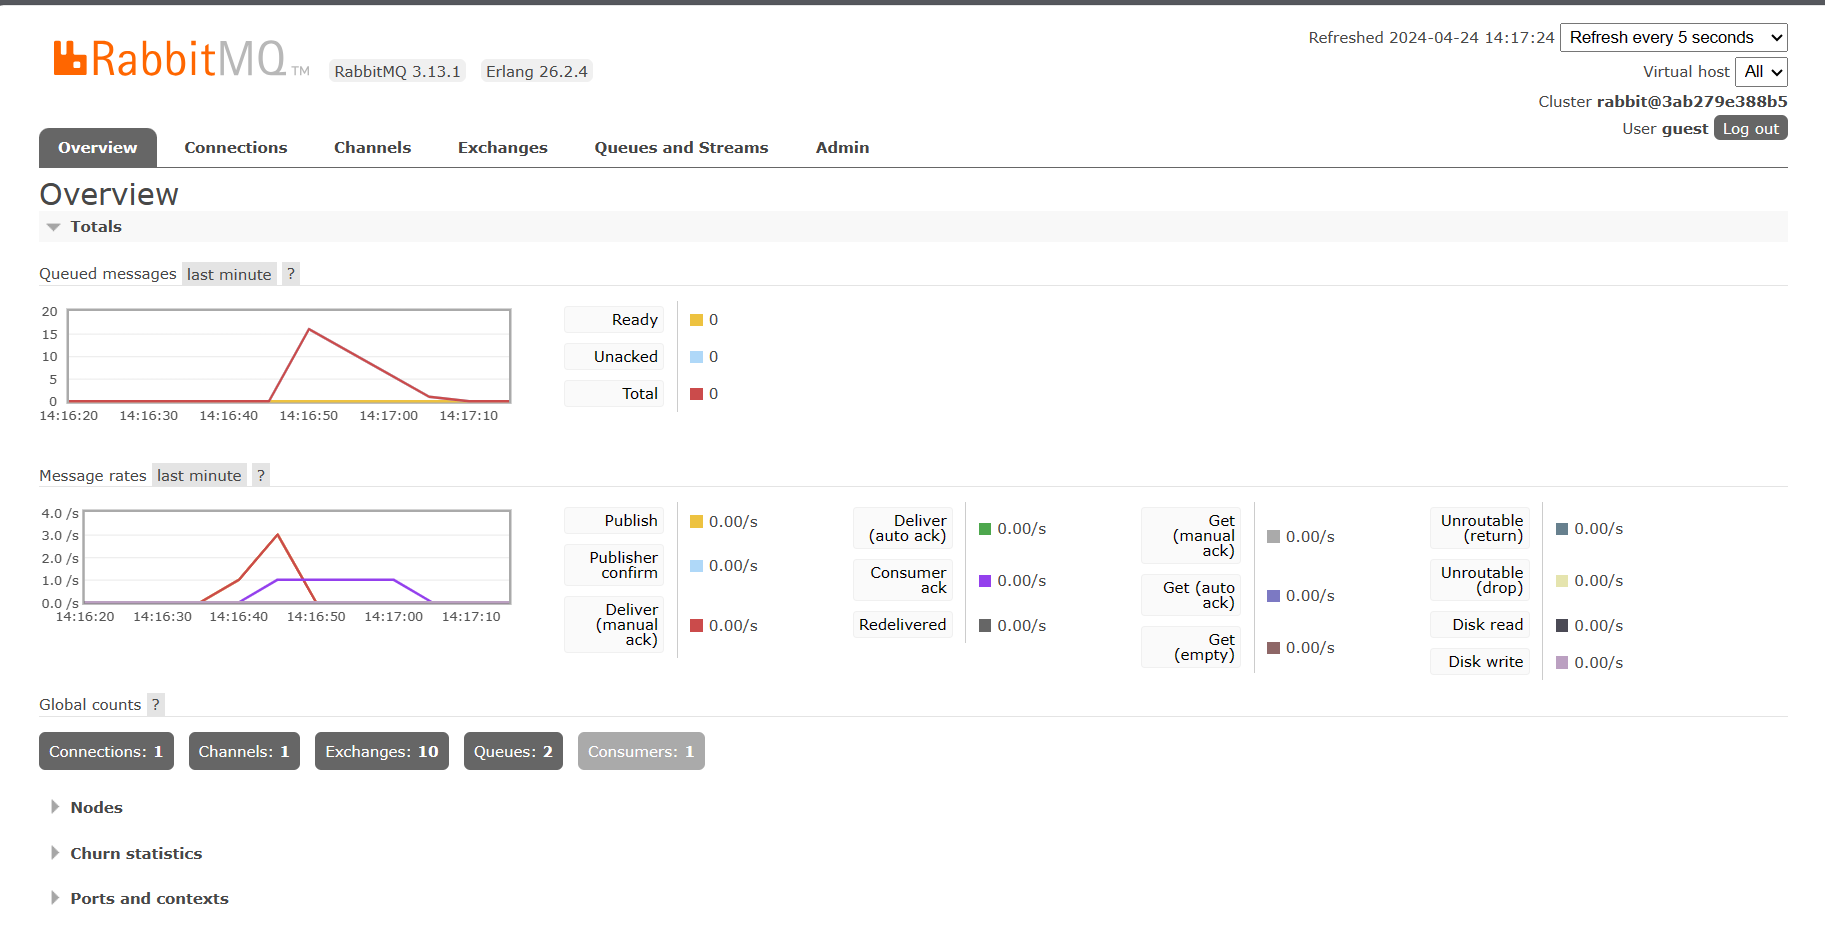 RabbitMQ TM
RabbitMQ 3.13.1
Erlang 26.2.4
Refreshed 2024-04-24 14:17:24
Refresh every 5 seconds
Virtual host
All
Cluster rabbit@3ab279e388b5
User guest
Log out
Overview
Connections
Channels
Exchanges
Queues and Streams
Admin
Overview
Totals
Queued messages last minute ?
20
15
10
5
0
14:16:20 14:16:30 14:16:40 14:16:50 14:17:00 14:17:10
Ready 0
Unacked 0
Total 0
Message rates last minute ?
4.0 /s
3.0 /s
2.0 /s
1.0 /s
0.0 /s
14:16:20 14:16:30 14:16:40 14:16:50 14:17:00 14:17:10
Publish 0.00/s
Publisher
confirm 0.00/s
Deliver
(manual
ack) 0.00/s
Deliver
(auto ack) 0.00/s
Consumer
ack 0.00/s
Redelivered 0.00/s
Get
(manual
ack) 0.00/s
Get (auto
ack) 0.00/s
Get
(empty) 0.00/s
Unroutable
(return) 0.00/s
Unroutable
(drop) 0.00/s
Disk read 0.00/s
Disk write 0.00/s
Global counts ?
Connections: 1
Channels: 1
Exchanges: 10
Queues: 2
Consumers: 1
Nodes
Churn statistics
Ports and contexts